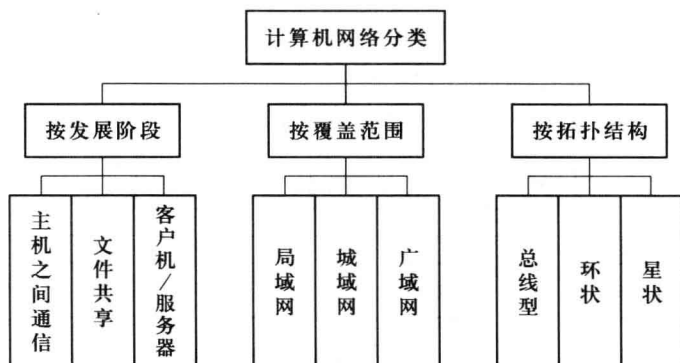 计算机网络分类
按发展阶段
按覆盖范围
按拓扑结构
主机之间通信
文件共享
客户机/服务器
局域网
城域网
广域网
总线型
环状
星状